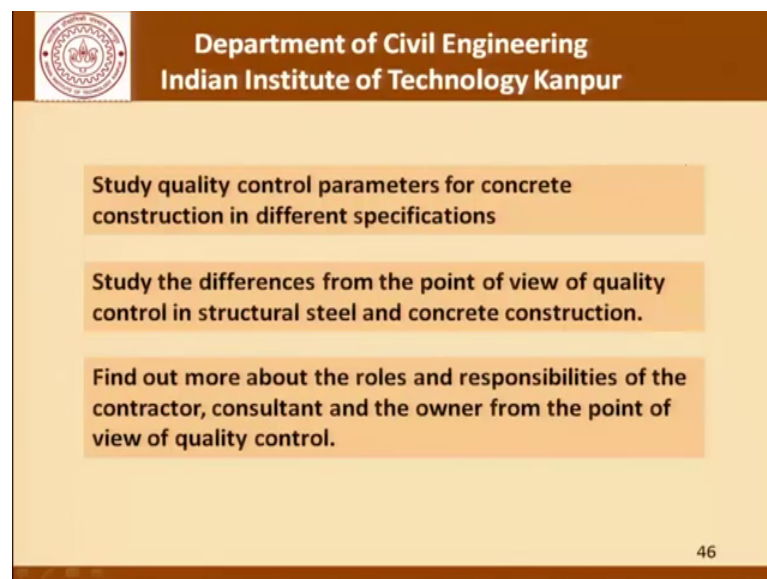 Department of Civil Engineering
Indian Institute of Technology Kanpur
Study quality control parameters for concrete
construction in different specifications
Study the differences from the point of view of quality
control in structural steel and concrete construction.
Find out more about the roles and responsibilities of the
contractor, consultant and the owner from the point of
view of quality control.
46